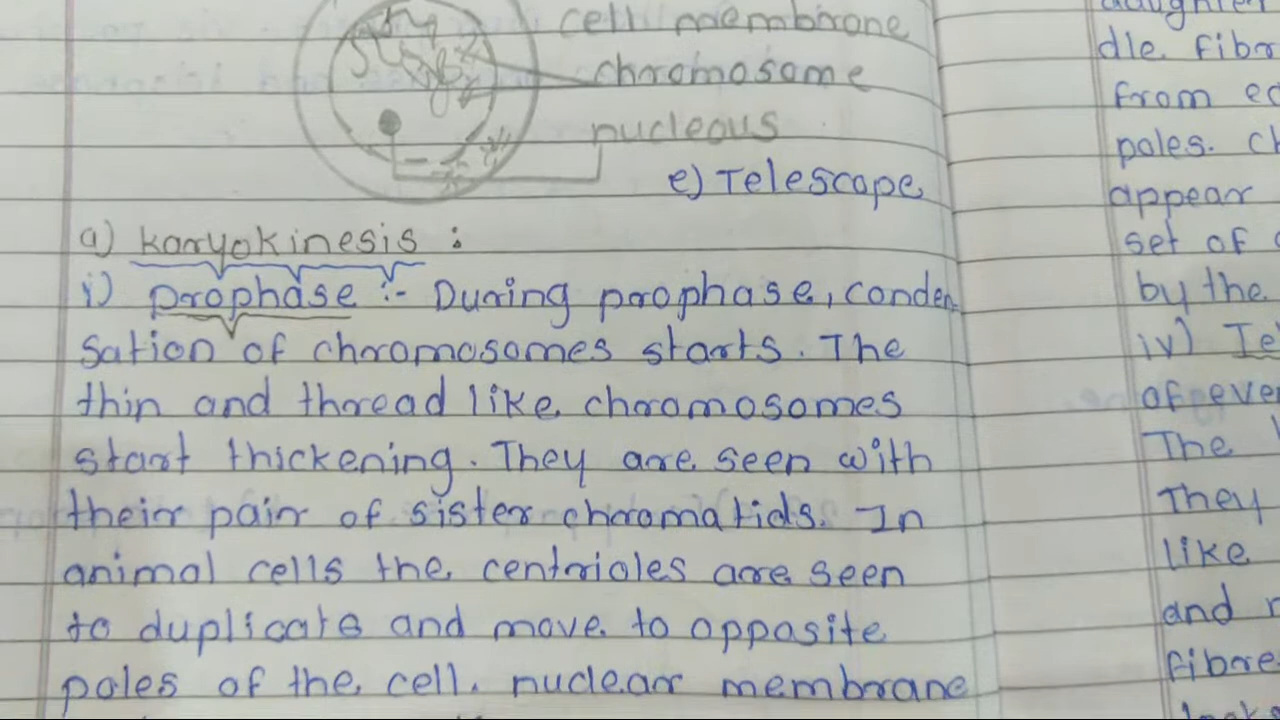 cell membrane
chromosome
nucleous
e) Telescope
a) karyokinesis :
i) prophase :- During prophase, conden-
sation of chromosomes starts. The
thin and thread like chromosomes
start thickening. They are seen with
their pair of sister chromatids. In
animal cells the centrioles are seen
to duplicate and move to opposite
poles of the cell. nuclear membrane
dle fibr
from eq
poles. ch
appear
set of
by the
iv) Te
of ever
The
They
like
and
fibre